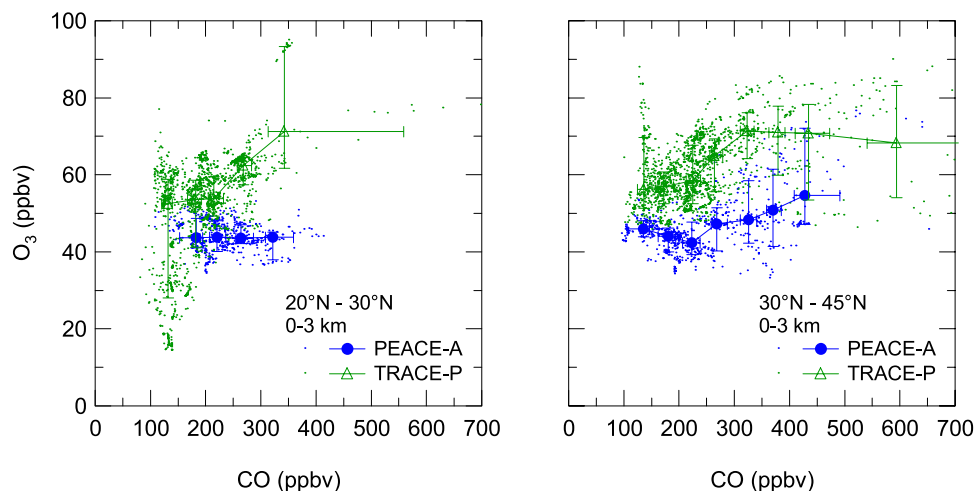 100
80
60
40
20
0
O₃ (ppbv)
20°N - 30°N
0-3 km
PEACE-A
TRACE-P
0 100 200 300 400 500 600 700
CO (ppbv)
30°N - 45°N
0-3 km
PEACE-A
TRACE-P
0 100 200 300 400 500 600 700
CO (ppbv)